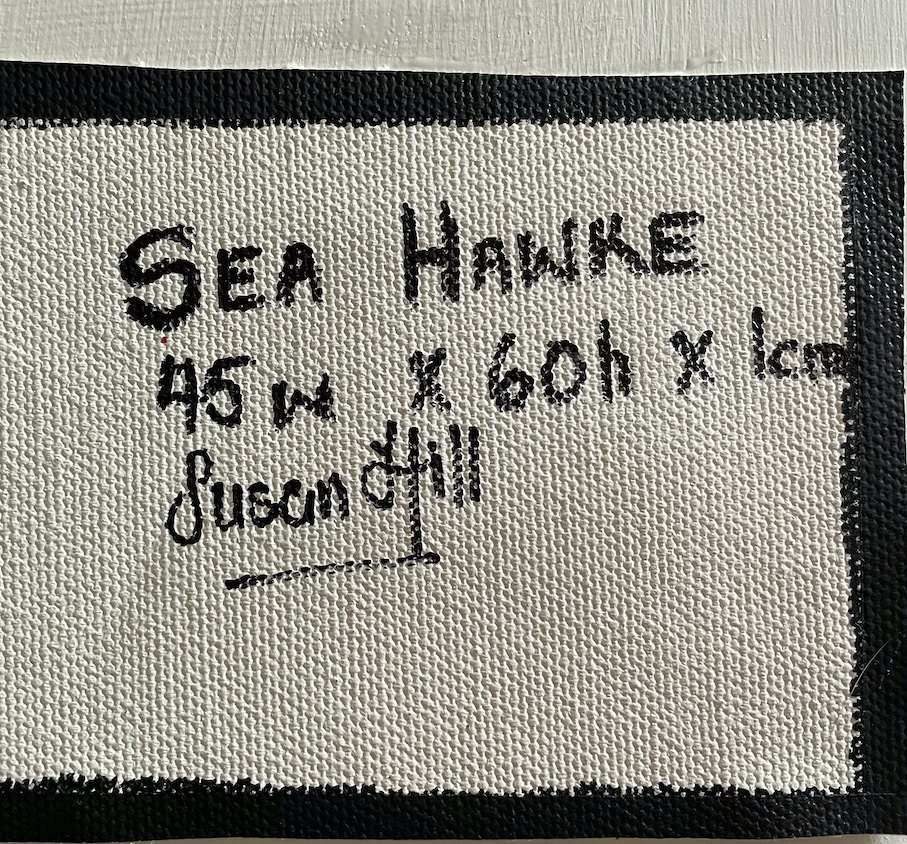 SEA HAWKE
45w x 60h x 1cm
Susan Hill